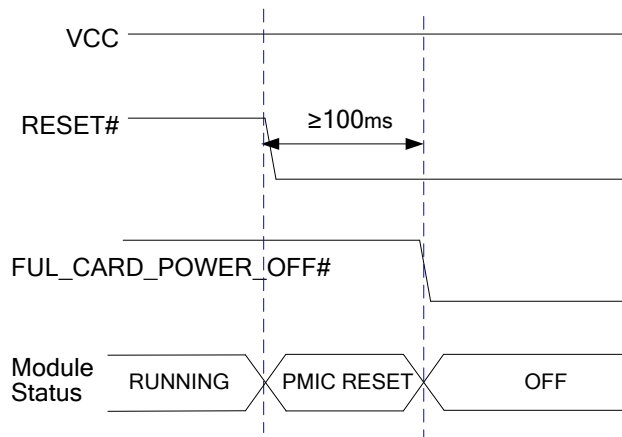 VCC
RESET#
≥100ms
FUL_CARD_POWER_OFF#
Module
Status
RUNNING
PMIC RESET
OFF